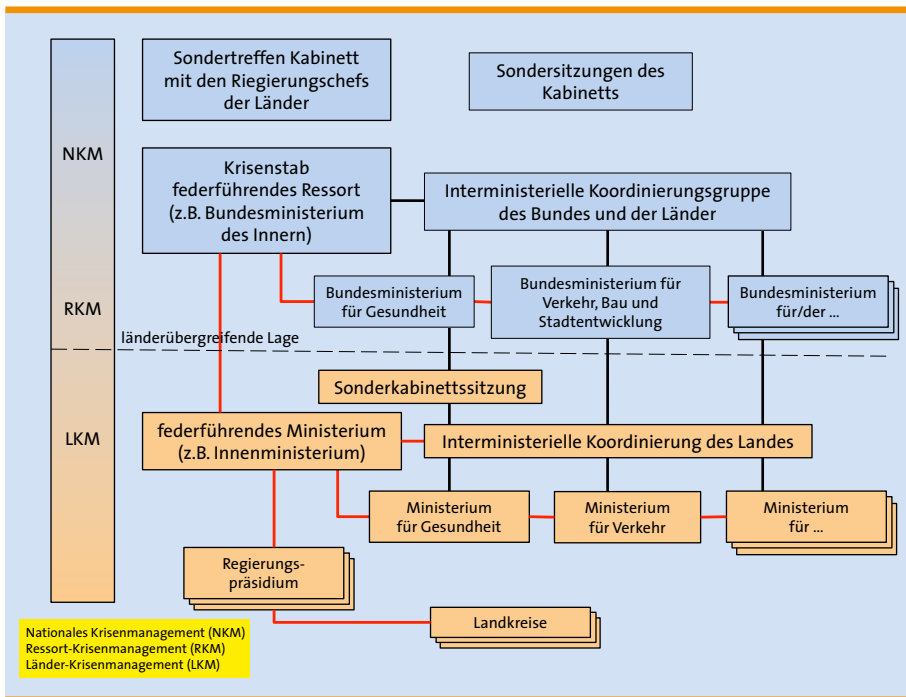 Sondertreffen Kabinett
mit den Riegierungschefs
der Länder
Sondersitzungen des
Kabinetts
NKM
Krisenstab
federführendes Ressort
(z.B. Bundesministerium
des Innern)
Interministerielle Koordinierungsgruppe
des Bundes und der Länder
RKM
Bundesministerium
für Gesundheit
Bundesministerium für
Verkehr, Bau und
Stadtentwicklung
Bundesministerium
für/der ...
länderübergreifende Lage
Sonderkabinettssitzung
LKM
federführendes Ministerium
(z.B. Innenministerium)
Interministerielle Koordinierung des Landes
Ministerium
für Gesundheit
Ministerium
für Verkehr
Ministerium
für ...
Regierungs-
präsidium
Landkreise
Nationales Krisenmanagement (NKM)
Ressort-Krisenmanagement (RKM)
Länder-Krisenmanagement (LKM)